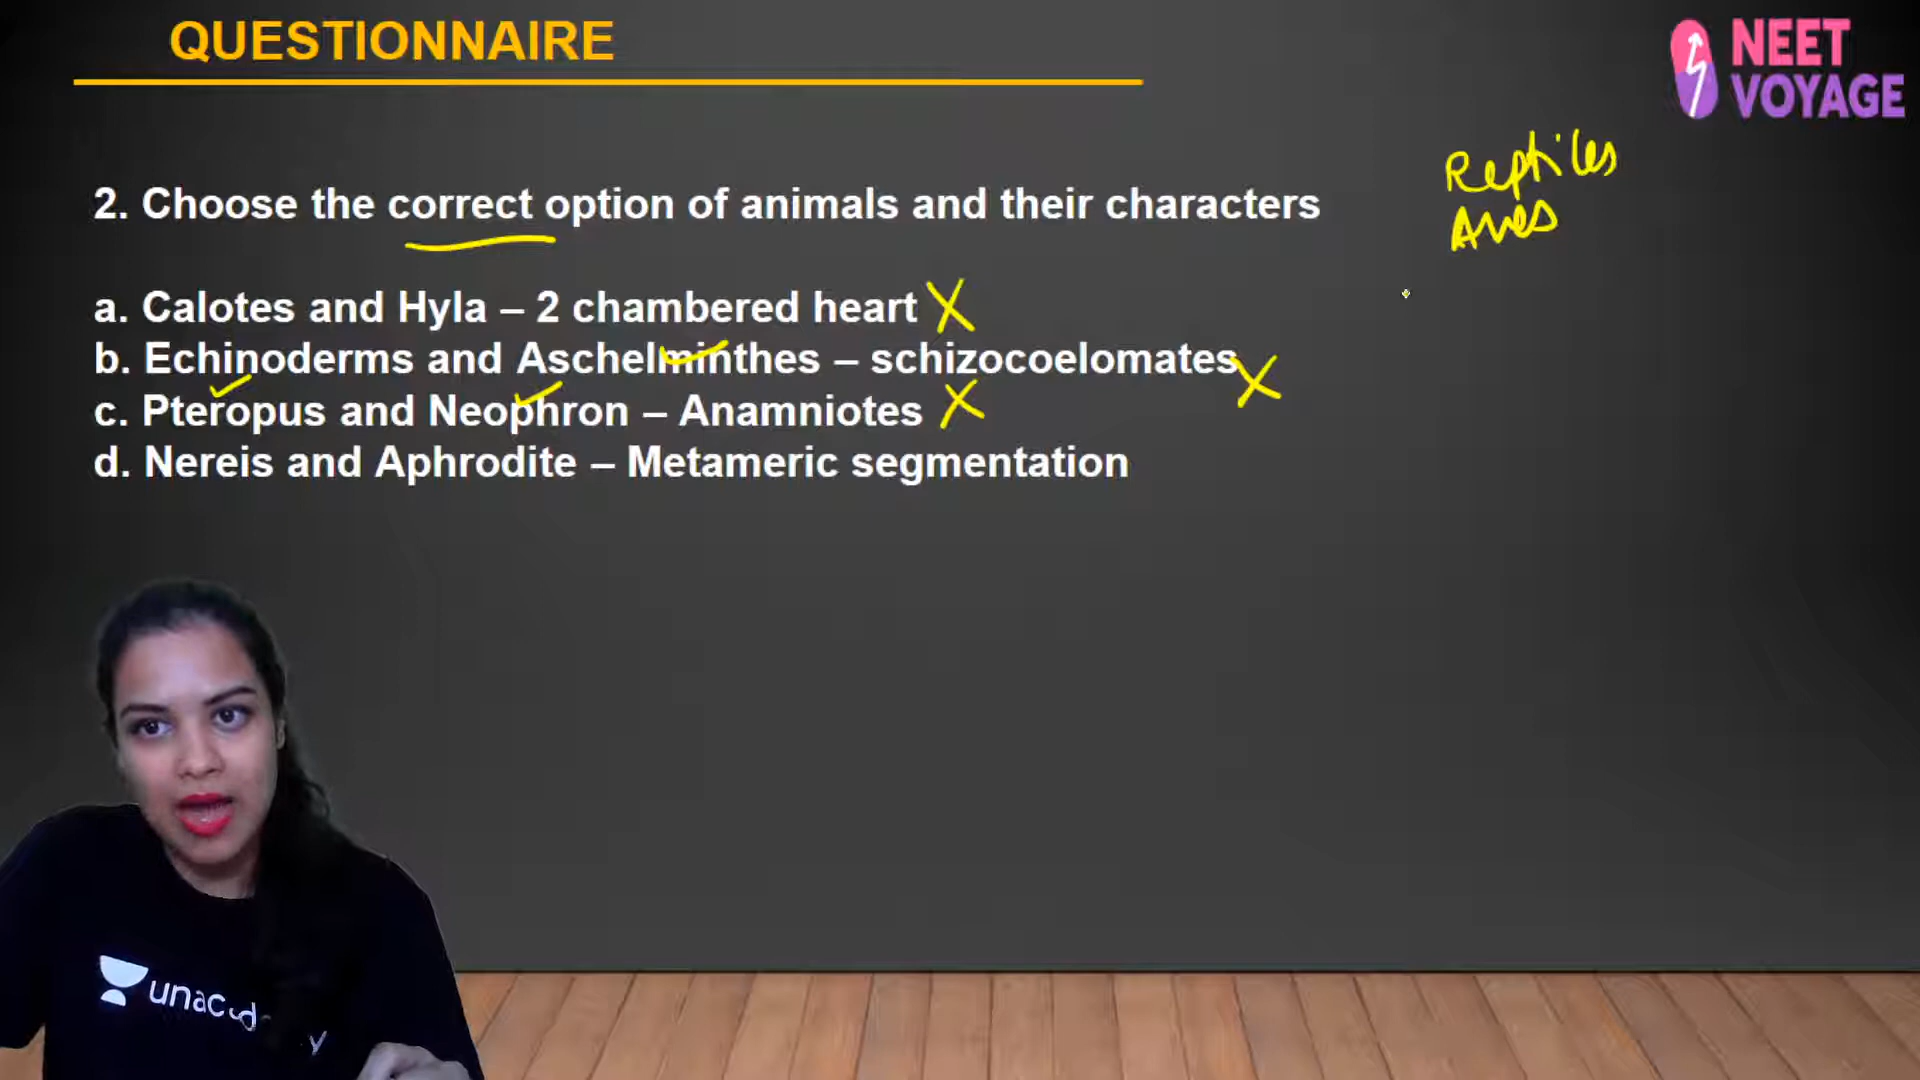 QUESTIONNAIRE
NEET
VOYAGE
Reptiles
Aves
2. Choose the correct option of animals and their characters
a. Calotes and Hyla – 2 chambered heart X
b. Echinoderms and Aschelminthes – schizocoelomates X
c. Pteropus and Neophron – Anamniotes X
d. Nereis and Aphrodite – Metameric segmentation